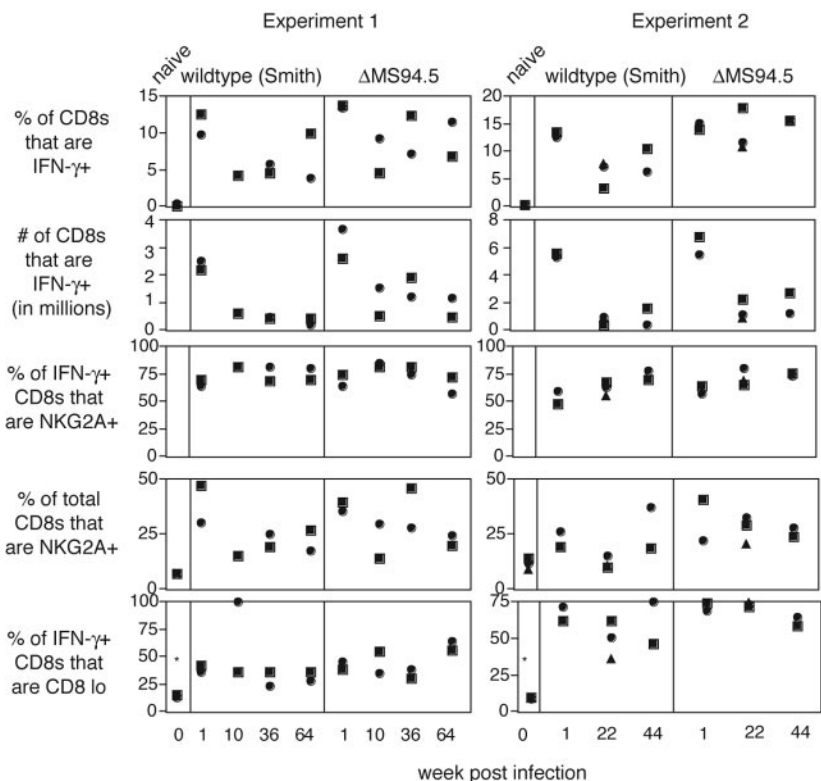 Experiment 1
Experiment 2
naive
wildtype (Smith)
ΔMS94.5
naive
wildtype (Smith)
ΔMS94.5
% of CD8s
that are
IFN-γ+
15
10
5
0
20
15
10
5
0
# of CD8s
that are
IFN-γ+
(in millions)
4
3
2
1
0
8
6
4
2
0
% of IFN-γ+
CD8s that
are NKG2A+
100
75
50
25
0
100
75
50
25
0
% of total
CD8s that
are NKG2A+
50
25
0
50
25
0
% of IFN-γ+
CD8s that
are CD8 lo
100
75
50
25
0
*
75
50
25
0
*
0 1 10 36 64 1 10 36 64
0 1 22 44 1 22 44
week post infection